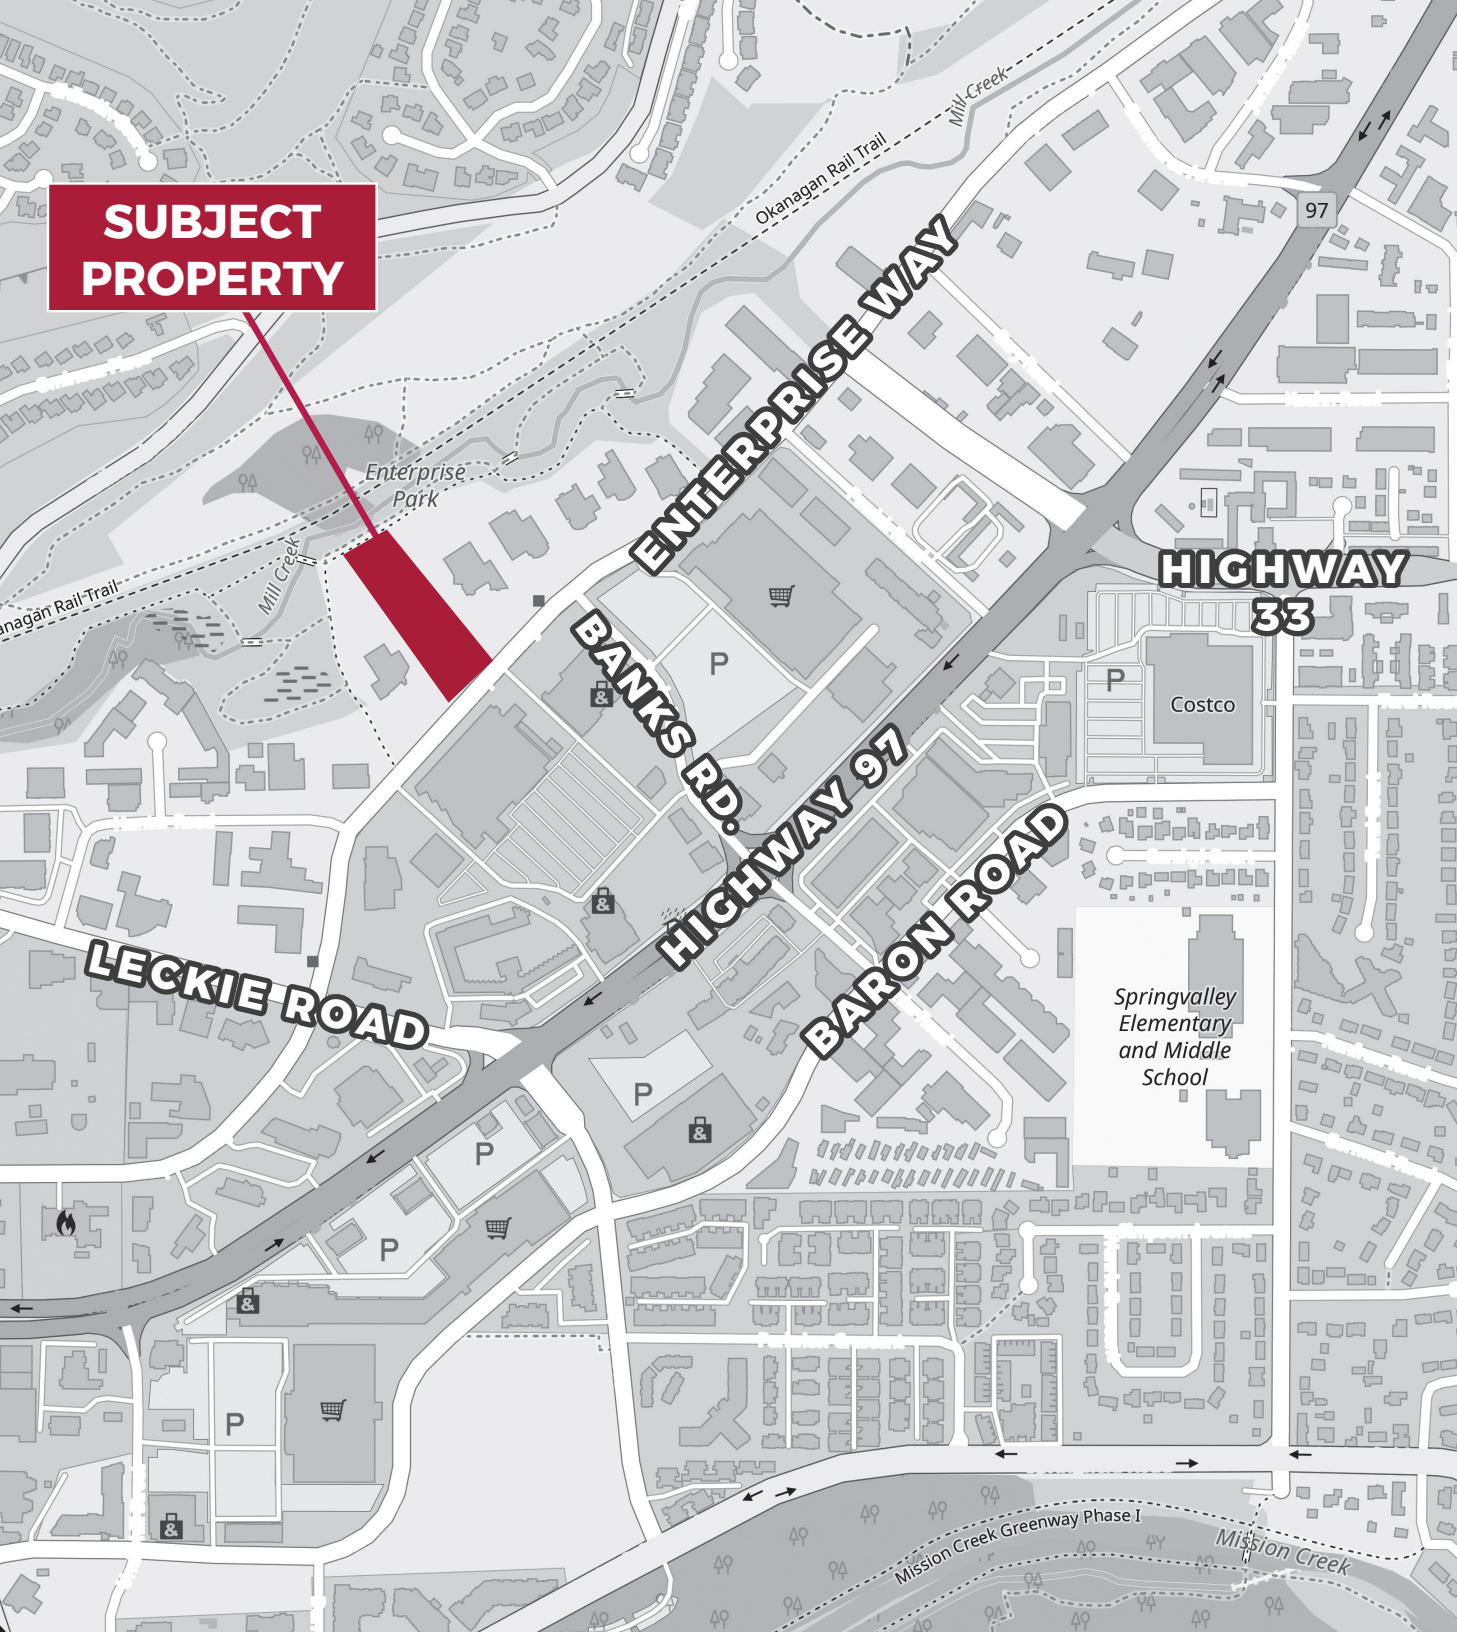 Mill Creek
Okanagan Rail Trail
97
SUBJECT
PROPERTY
ENTERPRISE WAY
Enterprise
Park
Mill Creek
anagan Rail Trail
HIGHWAY
33
BANKS RD.
P
P
Costco
&
HIGHWAY 97
BARON ROAD
&
LECKIE ROAD
Springvalley
Elementary
and Middle
School
P
&
P
P
&
P
&
Mission Creek Greenway Phase I
Mission Creek